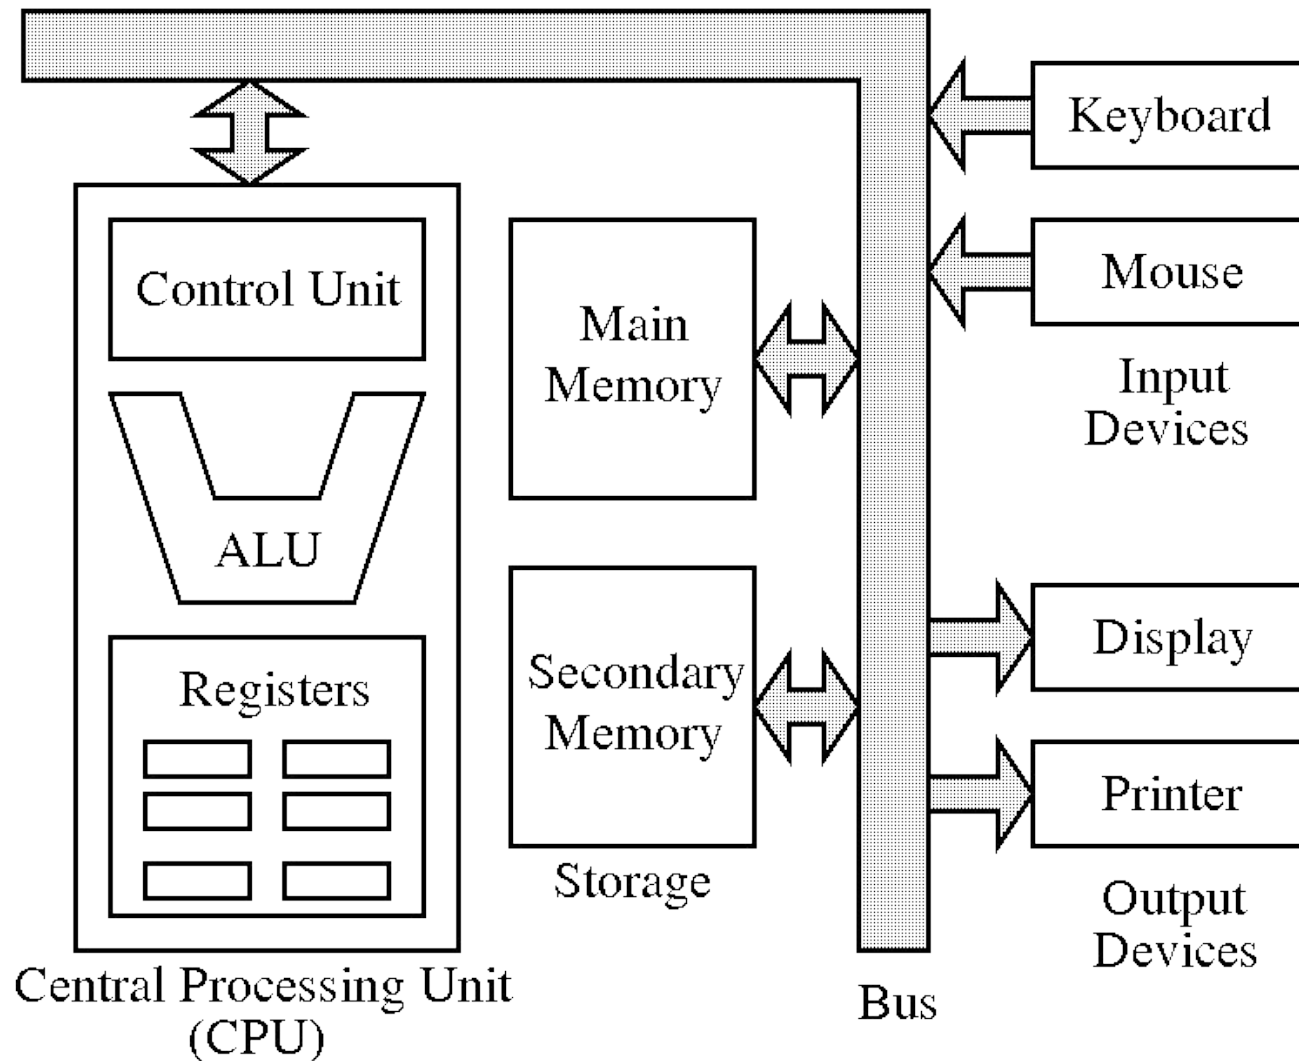 Keyboard
Mouse
Input
Devices
Control Unit
ALU
Registers
Main
Memory
Secondary
Memory
Storage
Display
Printer
Output
Devices
Central Processing Unit
(CPU)
Bus